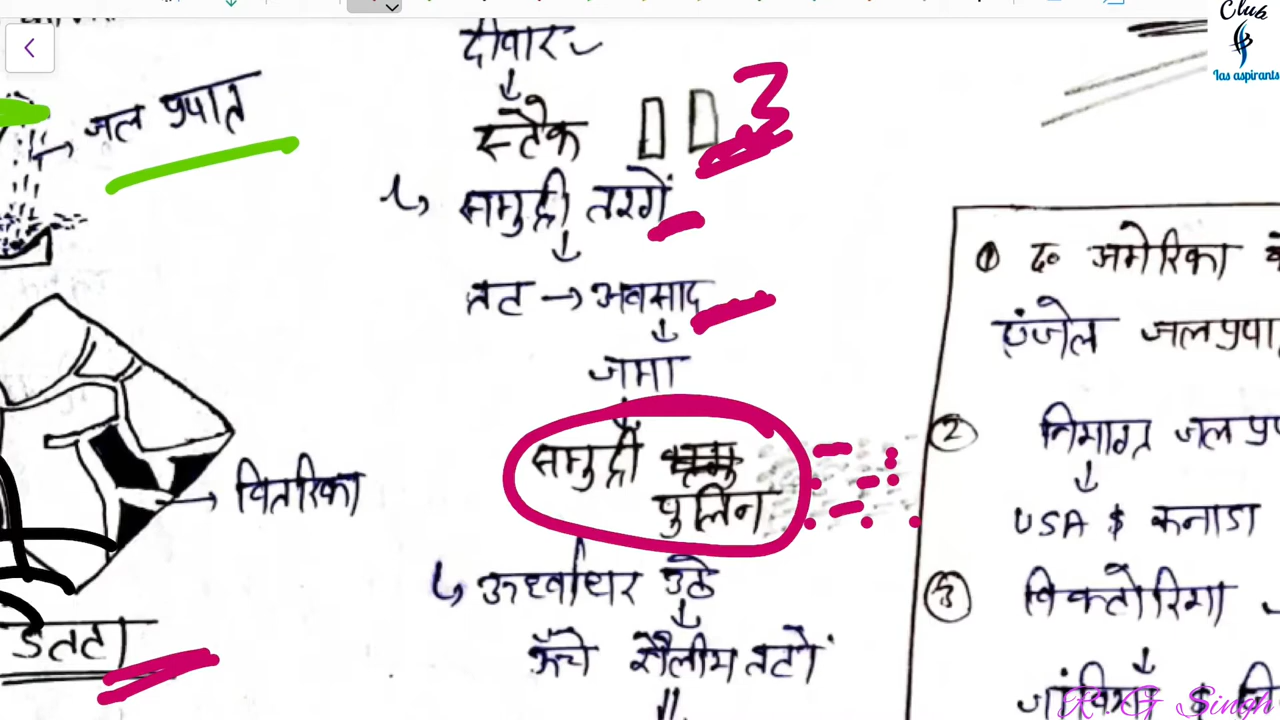 जल प्रपात
वितरिका
डेल्टा
दीवार
↓
स्टैक
↳ समुद्री तरंगें
↓
तट → अवसाद
↓
जमा
समुद्री
पुलिन
↳ ऊर्ध्वाधर उठे
↓
ऊँचे शैलीय तटों
① द० अमेरिका
एंजेल जलप्रपा
② नियाग्रा जलप्र
↓
USA $ कनाडा
③ विक्टोरिया
↓
Club
Ias aspirants
K G Singh